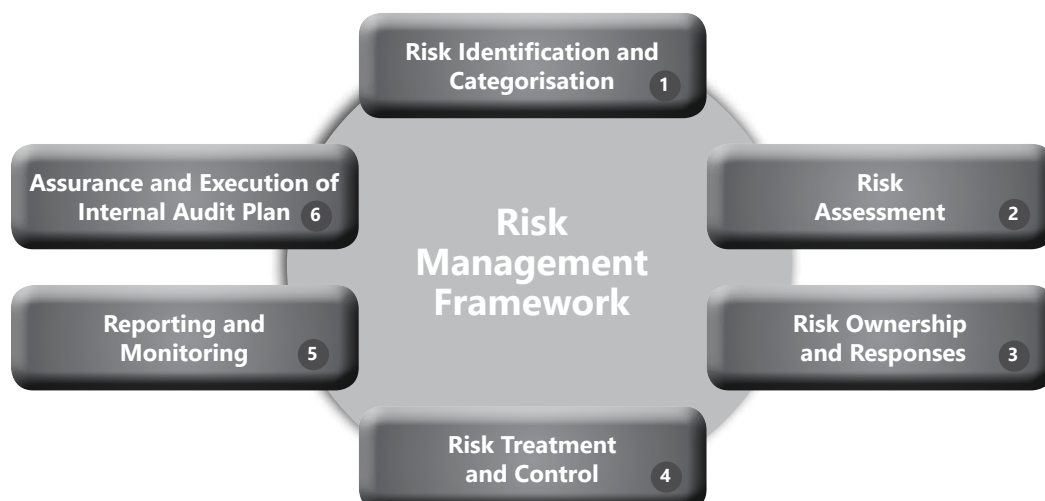 Risk Identification and
Categorisation 1
Risk
Assessment 2
Risk Ownership
and Responses 3
Risk Treatment
and Control 4
Reporting and
Monitoring 5
Assurance and Execution of
Internal Audit Plan 6
Risk
Management
Framework